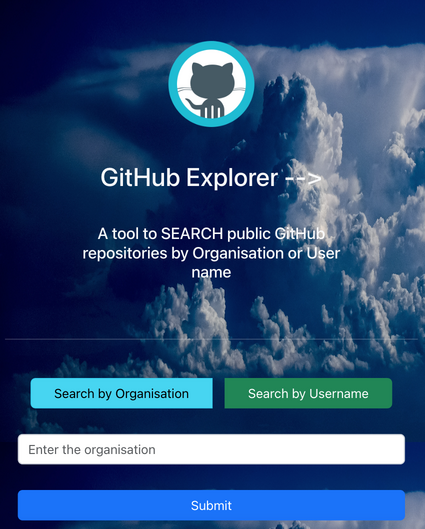 GitHub Explorer -->
A tool to SEARCH public GitHub
repositories by Organisation or User
name
Search by Organisation
Search by Username
Enter the organisation
Submit